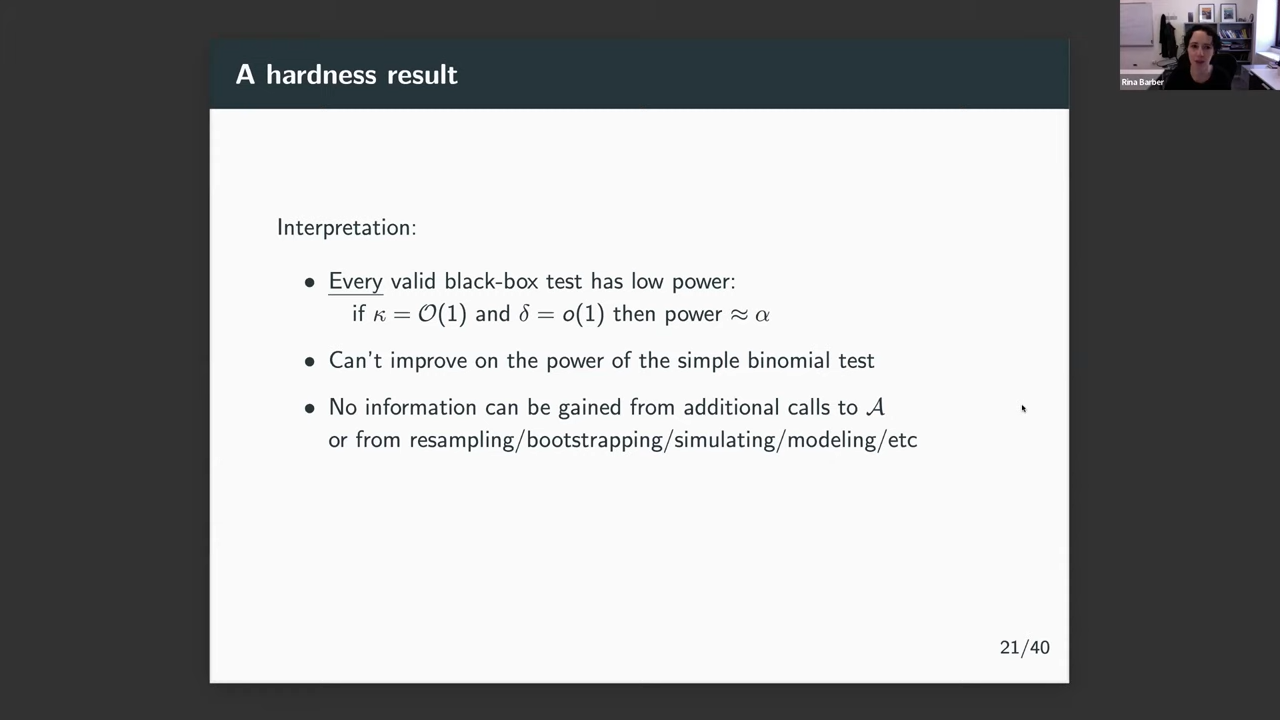 A hardness result
Rina Barber
Interpretation:
• Every valid black-box test has low power:
if κ = 𝒪(1) and δ = o(1) then power ≈ α
• Can't improve on the power of the simple binomial test
• No information can be gained from additional calls to 𝒜
or from resampling/bootstrapping/simulating/modeling/etc
21/40